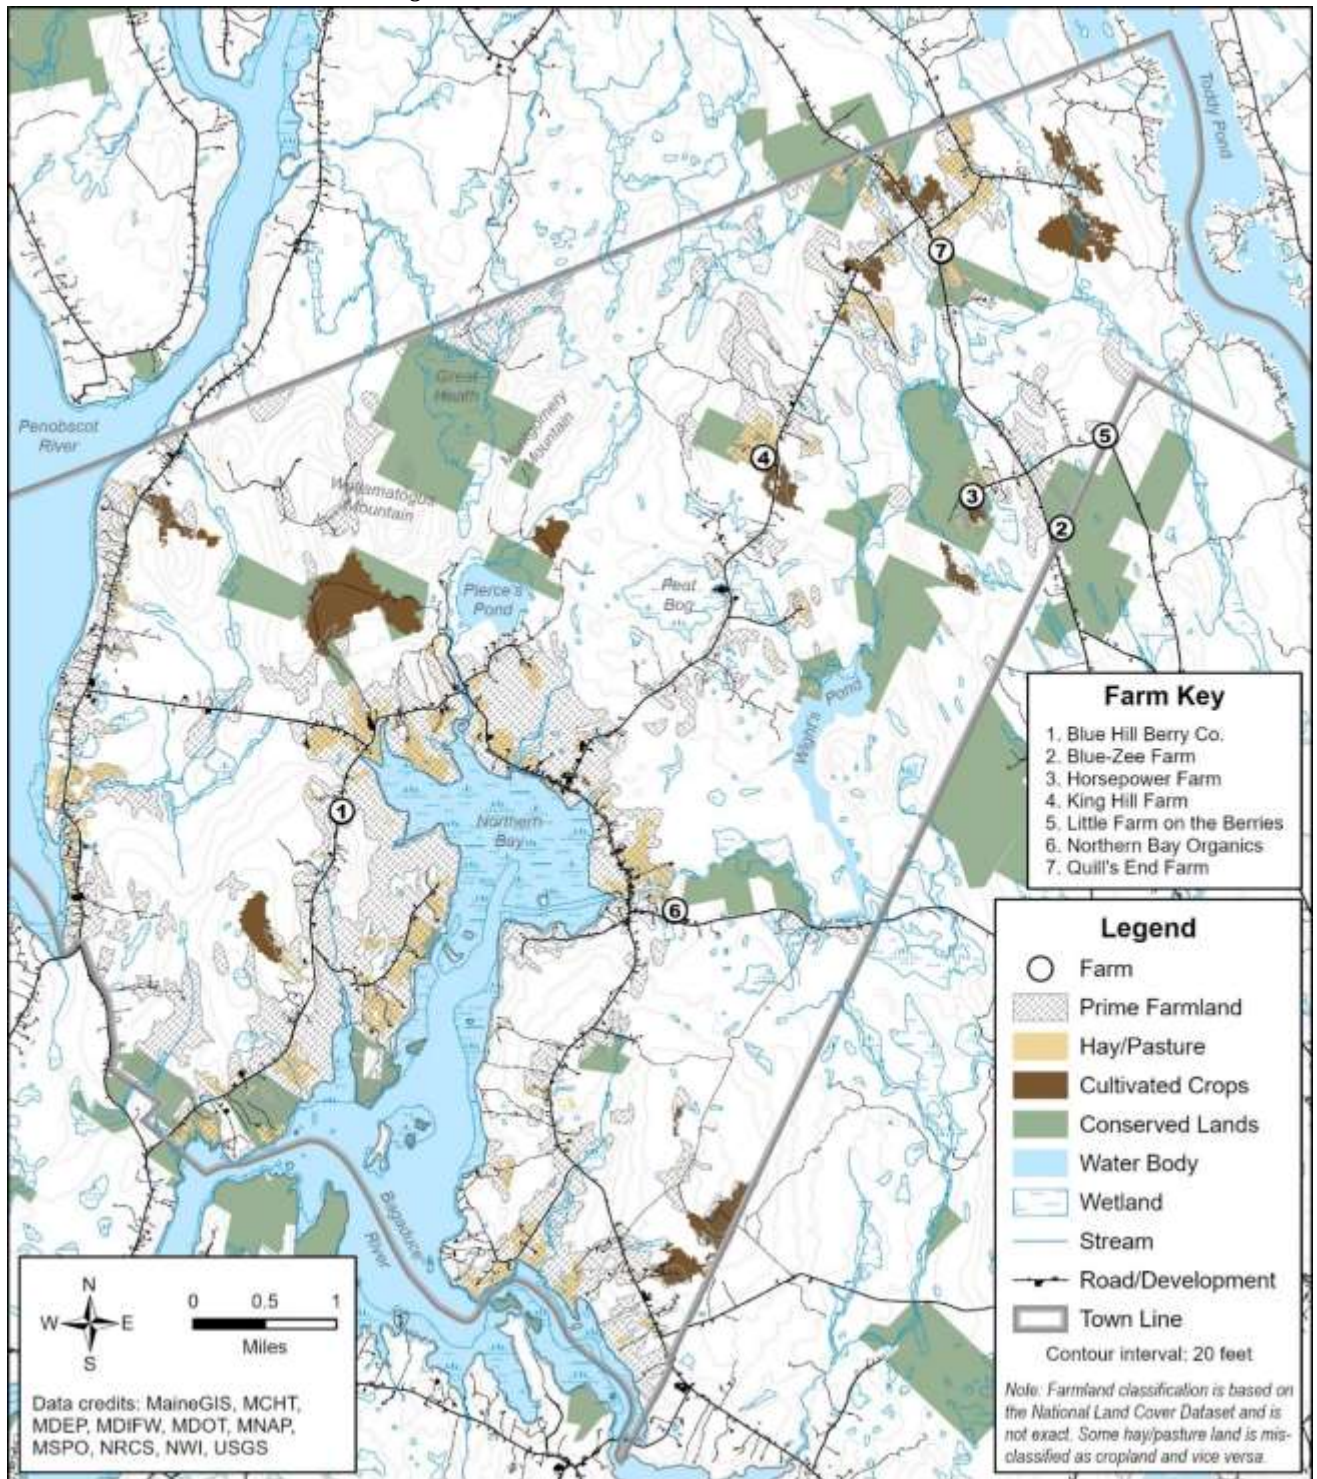 Toddy Pond
7
Great
Heath
Montgomery
Mountain
Penobscot
River
4
5
Wallamatogus
Mountain
3
2
Pierce's
Pond
Peat
Bog
Wight's Pond
1
Northern
Bay
6
Bagaduce
River
Farm Key
1. Blue Hill Berry Co.
2. Blue-Zee Farm
3. Horsepower Farm
4. King Hill Farm
5. Little Farm on the Berries
6. Northern Bay Organics
7. Quill's End Farm
Legend
Farm
Prime Farmland
Hay/Pasture
Cultivated Crops
Conserved Lands
Water Body
Wetland
Stream
Road/Development
Town Line
Contour interval: 20 feet
Note: Farmland classification is based on
the National Land Cover Dataset and is
not exact. Some hay/pasture land is mis-
classified as cropland and vice versa.
N
W E
S
0 0.5 1
Miles
Data credits: MaineGIS, MCHT,
MDEP, MDIFW, MDOT, MNAP,
MSPO, NRCS, NWI, USGS